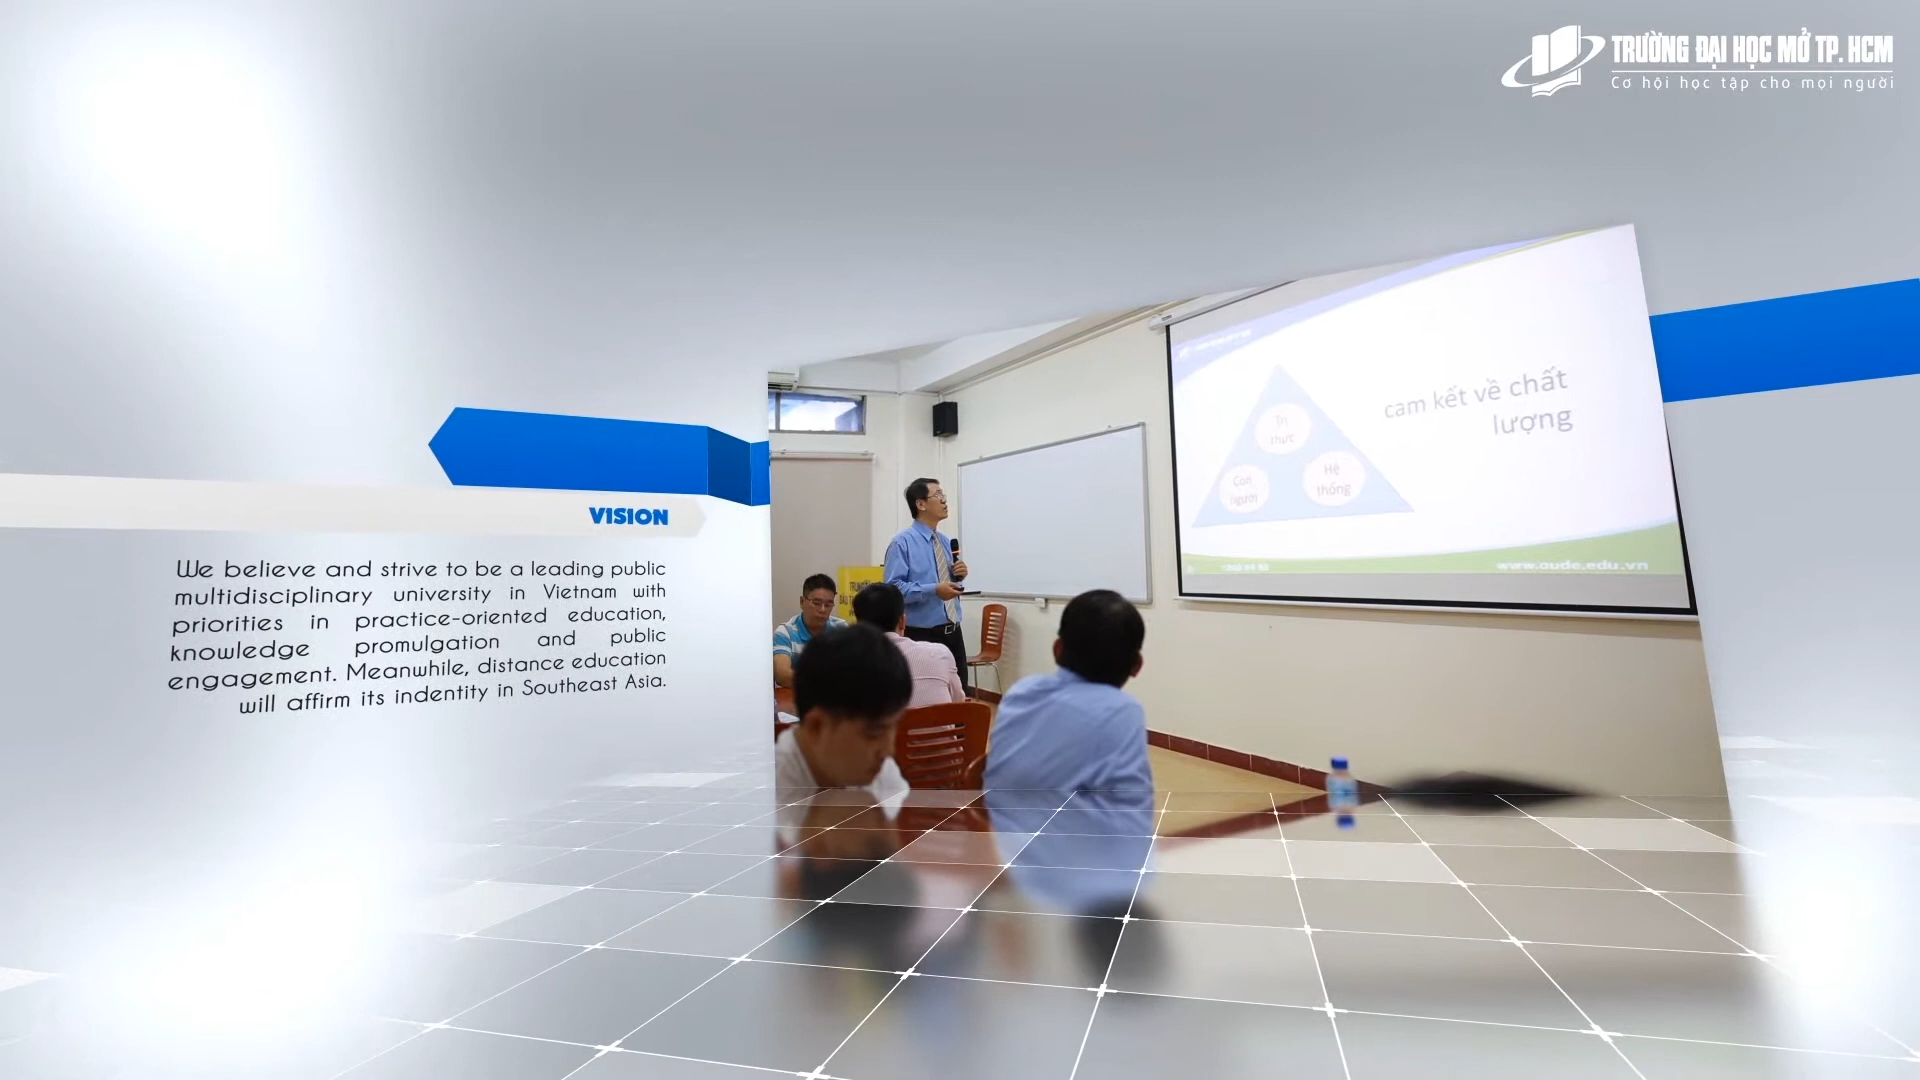 TRƯỜNG ĐẠI HỌC MỞ TP. HCM
Cơ hội học tập cho mọi người
VISION
We believe and strive to be a leading public
multidisciplinary university in Vietnam with
priorities in practice-oriented education,
knowledge promulgation and public
engagement. Meanwhile, distance education
will affirm its indentity in Southeast Asia.
cam kết về chất
lượng
Tri
thức
Con
người
Hệ
thống
www.oude.edu.vn